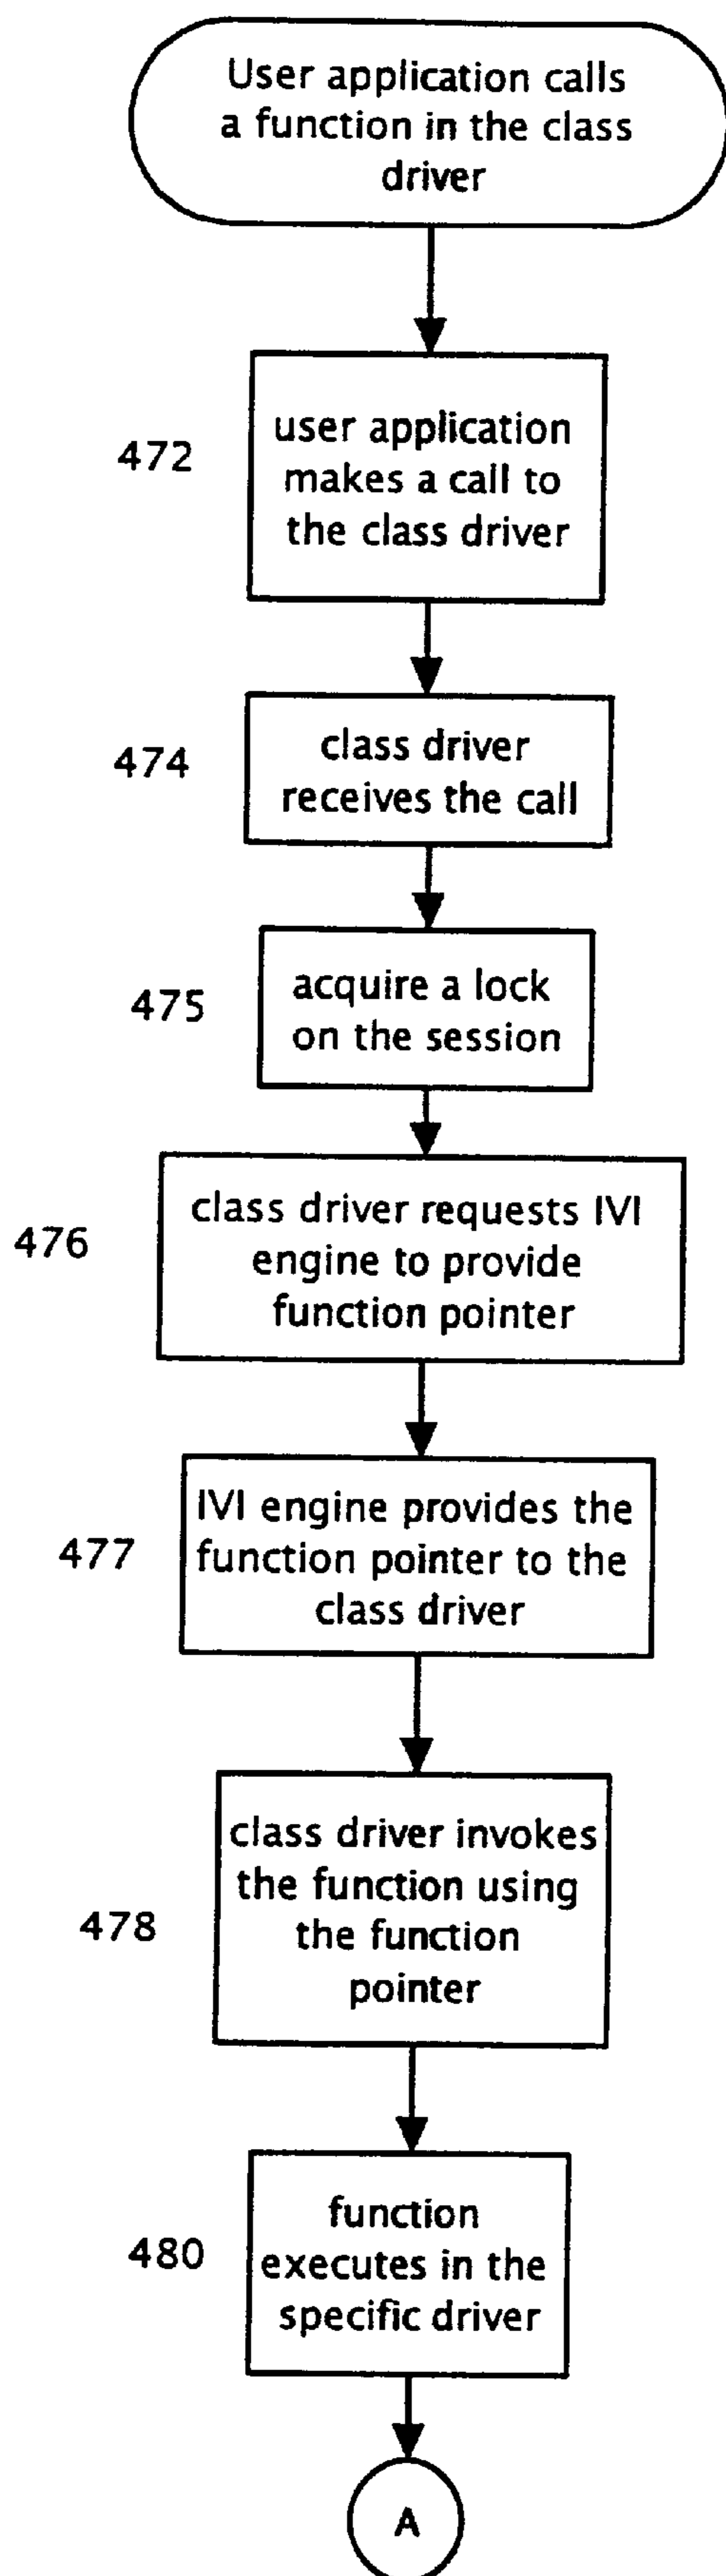 User application calls
a function in the class
driver
472
user application
makes a call to
the class driver
474
class driver
receives the call
475
acquire a lock
on the session
476
class driver requests IVI
engine to provide
function pointer
477
IVI engine provides the
function pointer to the
class driver
478
class driver invokes
the function using
the function
pointer
480
function
executes in the
specific driver
A